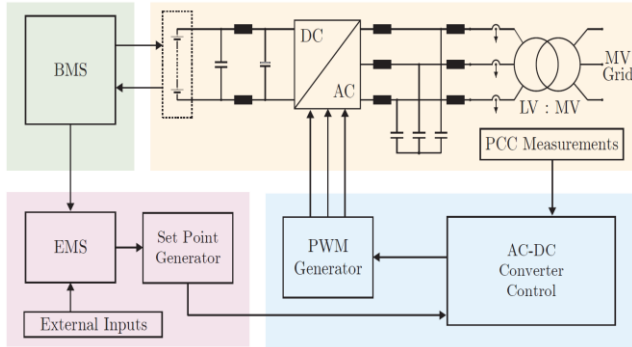 BMS
DC
AC
LV : MV
MV
Grid
PCC Measurements
EMS
Set Point
Generator
External Inputs
PWM
Generator
AC-DC
Converter
Control